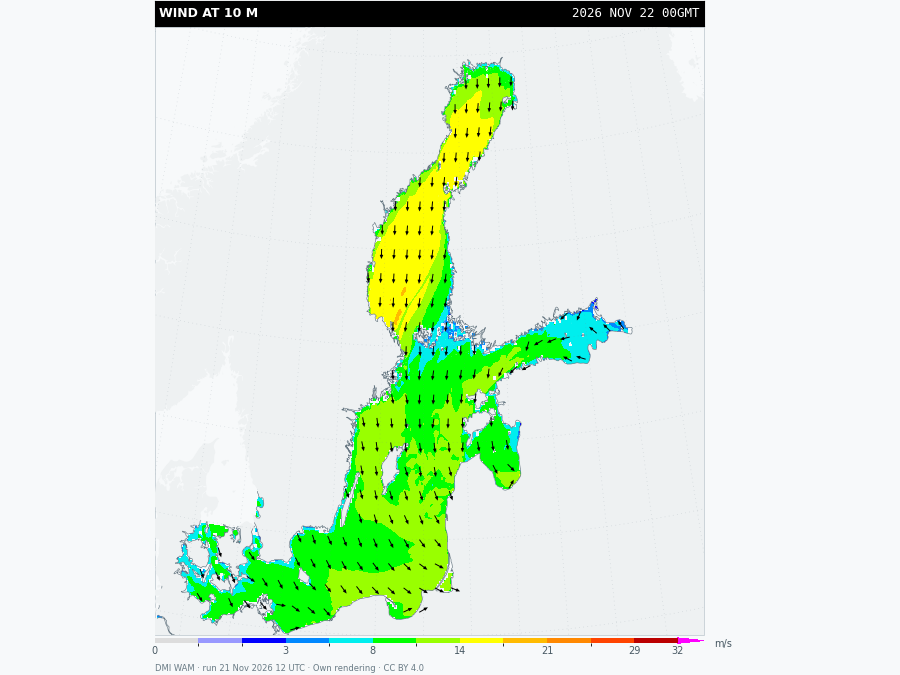 WIND AT 10 M 2026 NOV 22 00GMT
0 3 8 14 21 29 32 m/s
DMI WAM · run 21 Nov 2026 12 UTC · Own rendering · CC BY 4.0